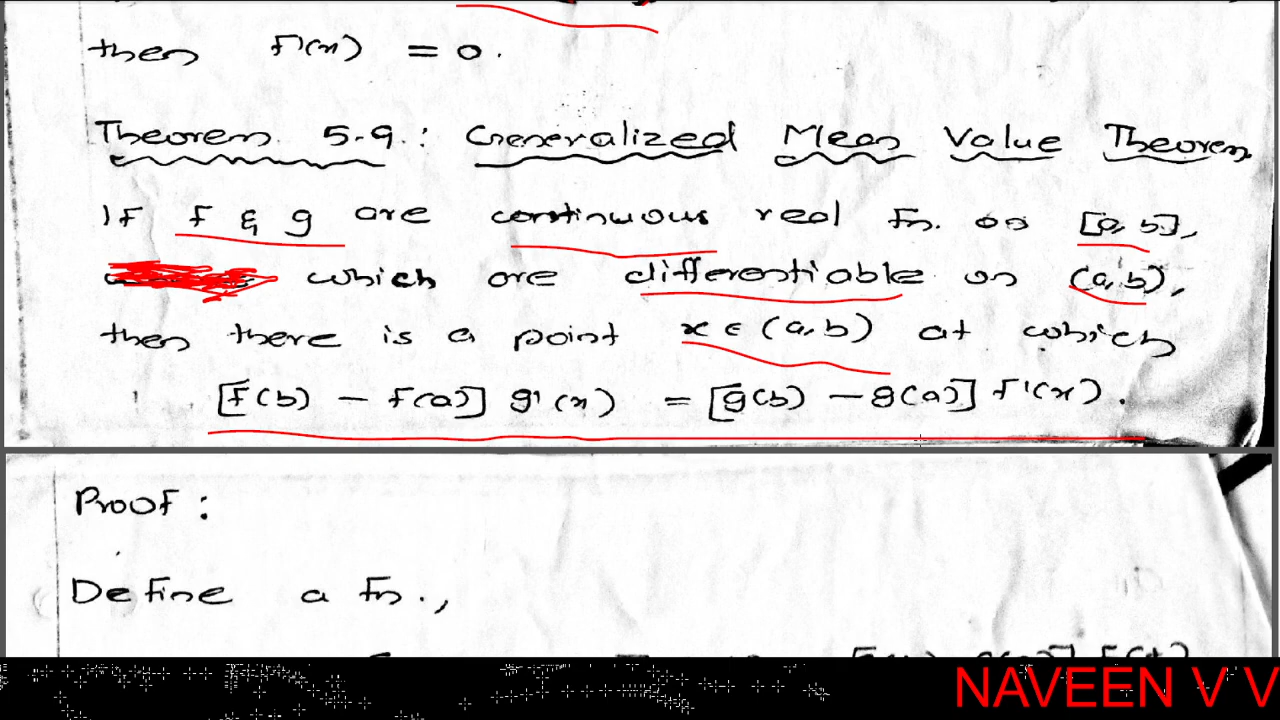 then f'(x) = 0.
Theorem 5.9: Generalized Mean Value Theorem
If f & g are continuous real fn. on [a, b],
which are differentiable on (a, b),
then there is a point x ∈ (a, b) at which
[f(b) - f(a)] g'(x) = [g(b) - g(a)] f'(x).
Proof:
Define a fn.,
NAVEEN V V